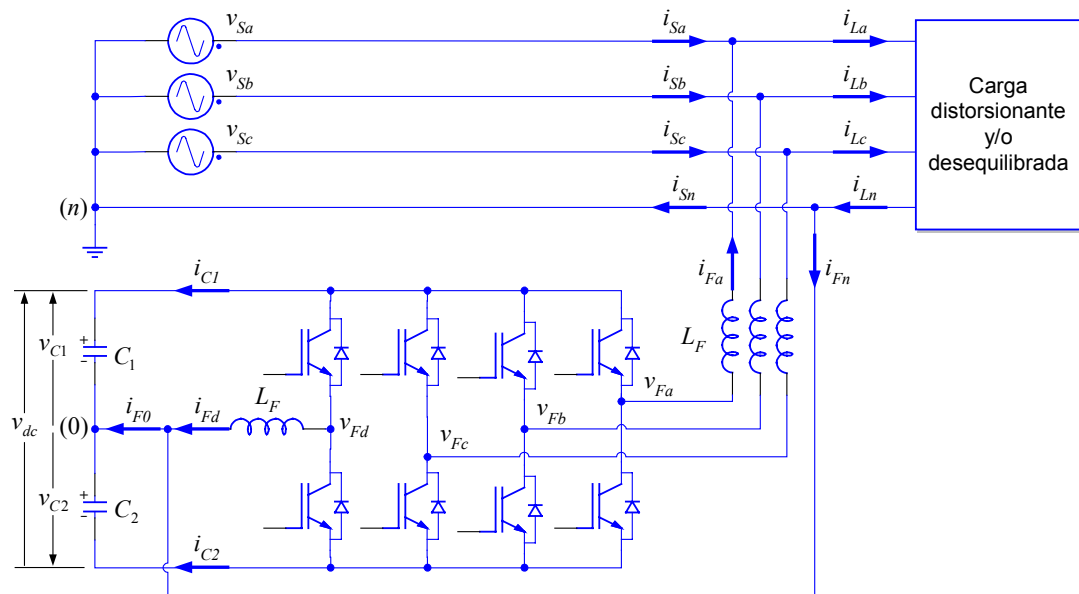 v_Sa
i_Sa
i_La
v_Sb
i_Sb
i_Lb
v_Sc
i_Sc
i_Lc
Carga
distorsionante
y/o
desequilibrada
(n)
i_Sn
i_Ln
i_C1
i_Fa
i_Fn
v_C1
+
-
C_1
L_F
v_Fa
v_dc
(0)
i_F0
i_Fd
L_F
v_Fd
v_Fc
v_Fb
v_C2
+
-
C_2
i_C2